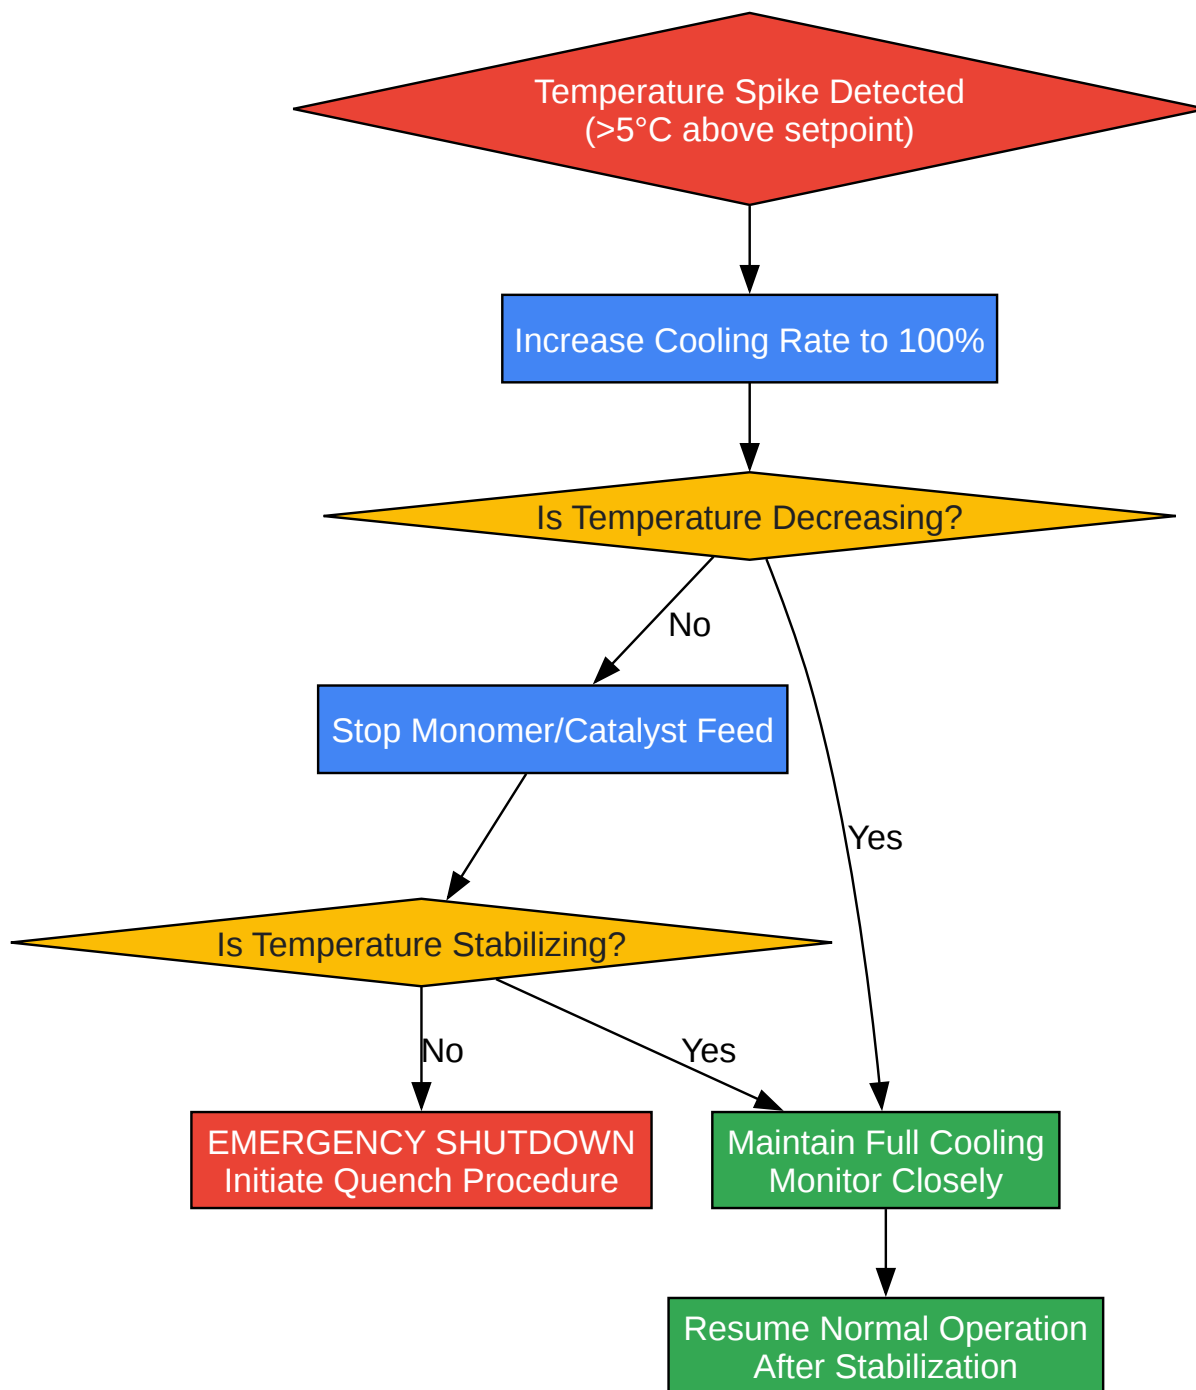 Temperature Spike Detected
(>5°C above setpoint)
Increase Cooling Rate to 100%
Is Temperature Decreasing?
No
Stop Monomer/Catalyst Feed
Yes
Is Temperature Stabilizing?
No
Yes
EMERGENCY SHUTDOWN
Initiate Quench Procedure
Maintain Full Cooling
Monitor Closely
Resume Normal Operation
After Stabilization